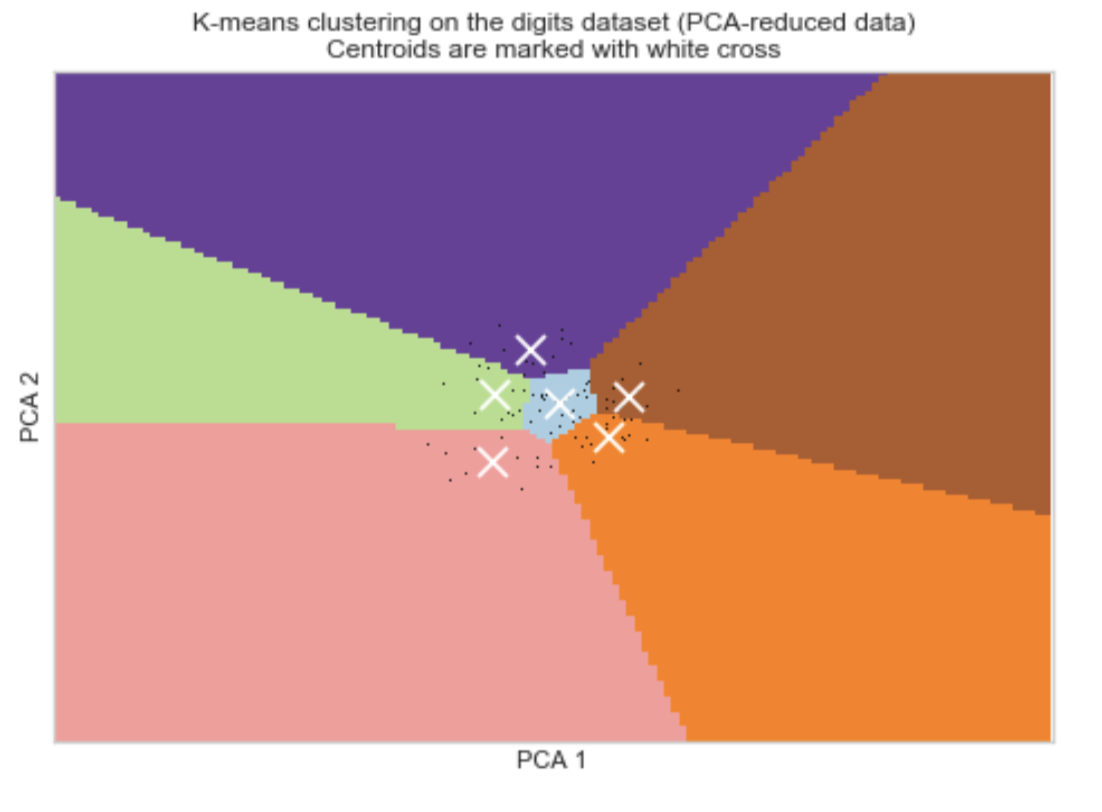 K-means clustering on the digits dataset (PCA-reduced data)
Centroids are marked with white cross
PCA 2
PCA 1